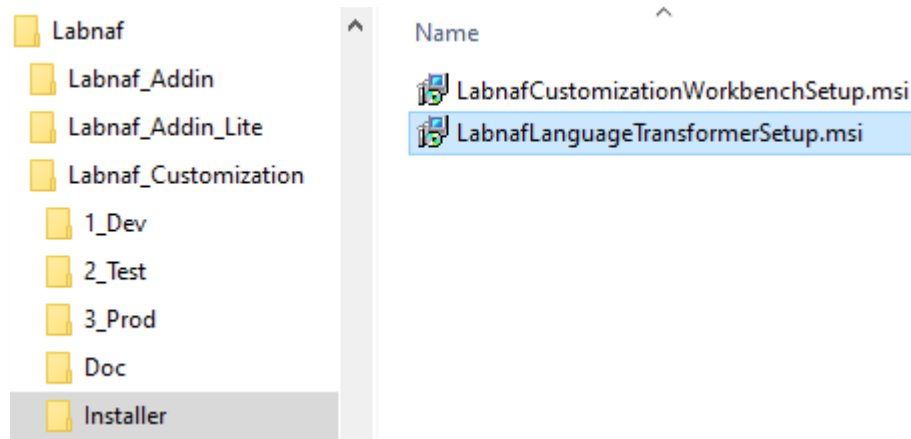 Labnaf
Labnaf_Addin
Labnaf_Addin_Lite
Labnaf_Customization
1_Dev
2_Test
3_Prod
Doc
Installer
Name
LabnafCustomizationWorkbenchSetup.msi
LabnafLanguageTransformerSetup.msi